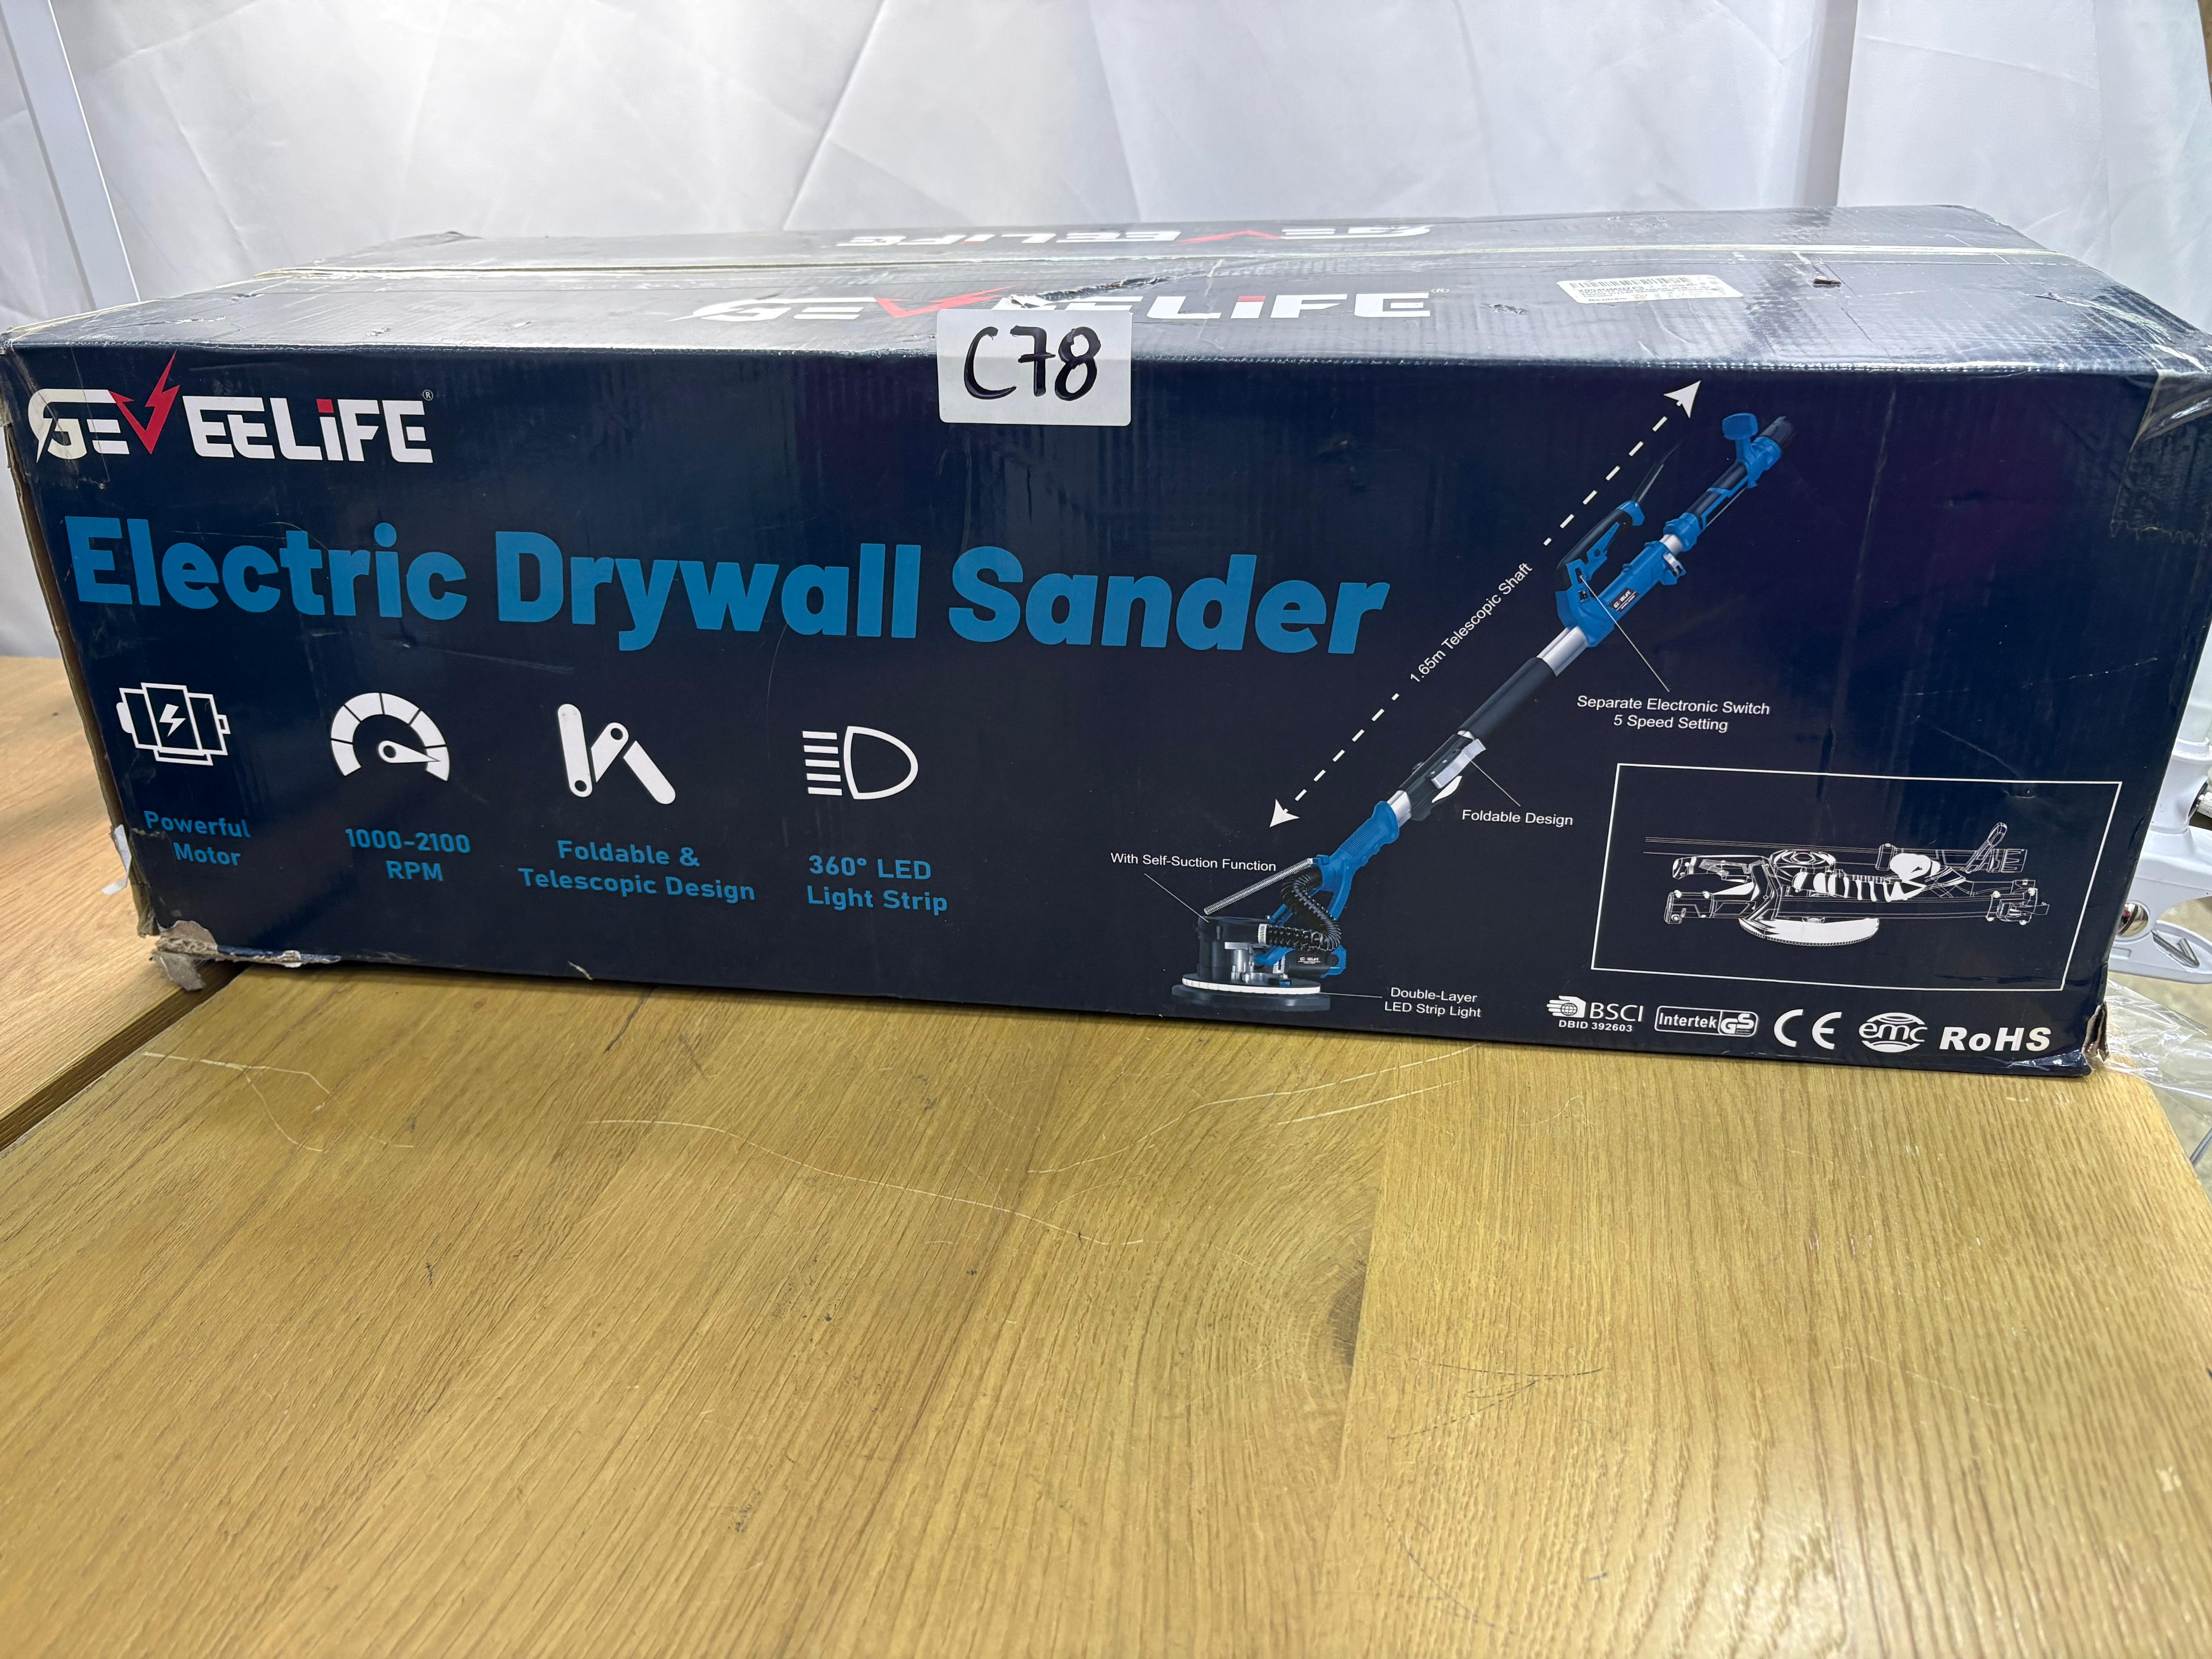 GEVEELiFE
GEVEELiFE®
C78
GEVEELiFE®
Electric Drywall Sander
Powerful
Motor
1000-2100
RPM
Foldable &
Telescopic Design
360° LED
Light Strip
1.65m Telescopic Shaft
Separate Electronic Switch
5 Speed Setting
Foldable Design
With Self-Suction Function
Double-Layer
LED Strip Light
BSCI
DBID 392603
Intertek GS
CE
emc
RoHS